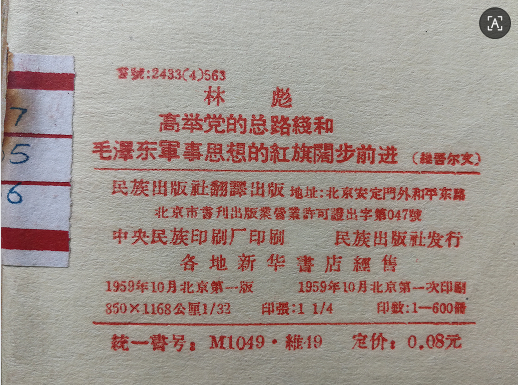 書號:2433(4)563
林 彪
高举党的总路綫和
毛澤东軍事思想的紅旗闊步前进 (維吾尔文)
民族出版社翻譯出版 地址:北京安定門外和平东路
北京市書刊出版業營業許可證出字第047號
中央民族印刷厂印刷 民族出版社发行
各地新华書店經售
1959年10月北京第一版 1959年10月北京第一次印刷
850×1168公厘1/32 印張:1 1/4 印数:1—600冊
統一書号: M1049·維49 定价: 0.08元
7
5
6